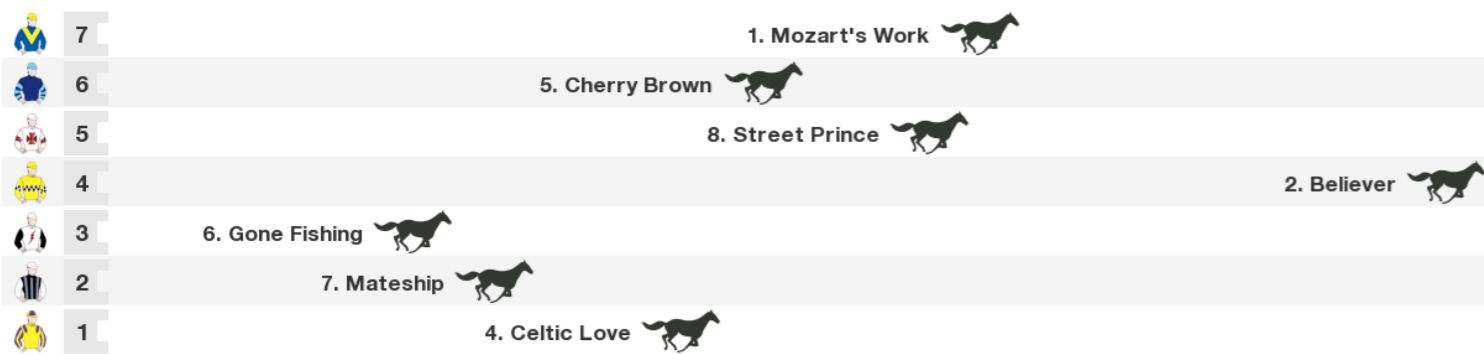 7 1. Mozart's Work
6 5. Cherry Brown
5 8. Street Prince
4 2. Believer
3 6. Gone Fishing
2 7. Mateship
1 4. Celtic Love